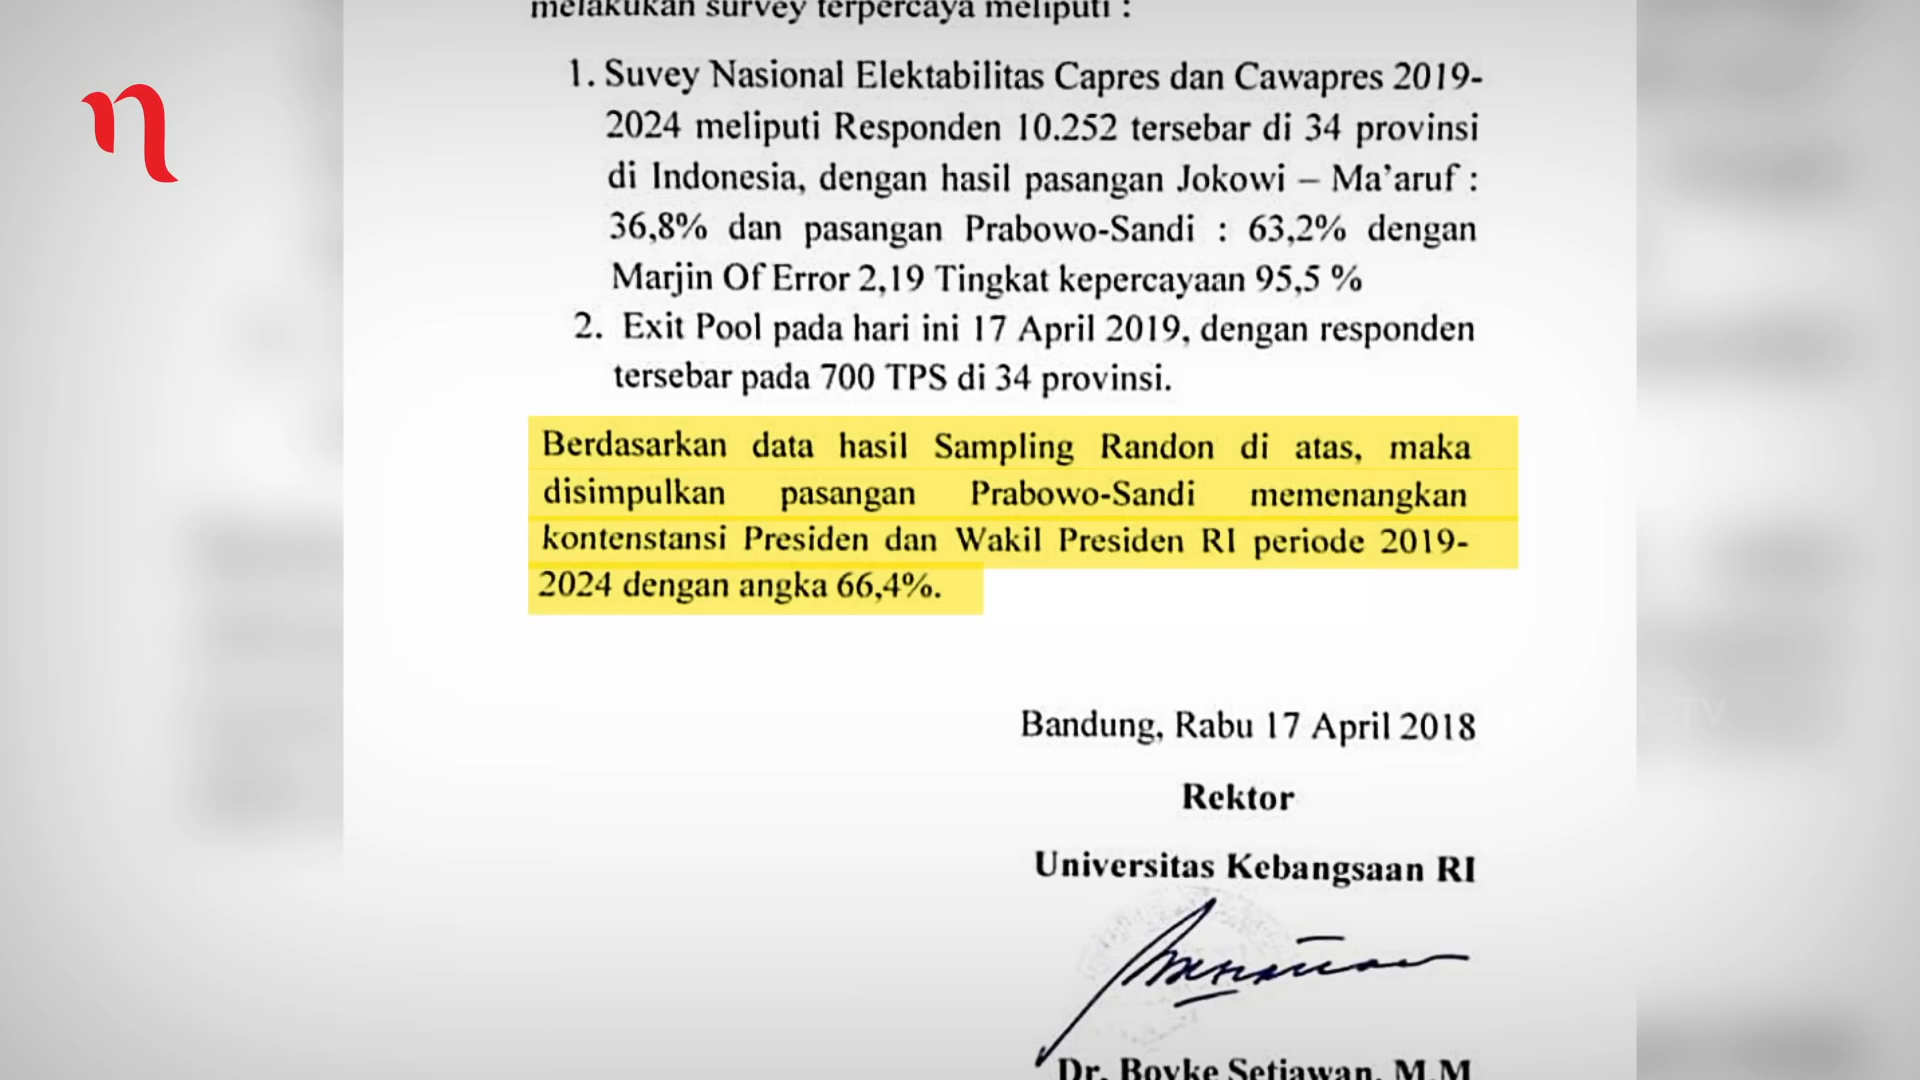 melakukan survey terpercaya meliputi :
1. Suvey Nasional Elektabilitas Capres dan Cawapres 2019-
2024 meliputi Responden 10.252 tersebar di 34 provinsi
di Indonesia, dengan hasil pasangan Jokowi – Ma’aruf :
36,8% dan pasangan Prabowo-Sandi : 63,2% dengan
Marjin Of Error 2,19 Tingkat kepercayaan 95,5 %
2. Exit Pool pada hari ini 17 April 2019, dengan responden
tersebar pada 700 TPS di 34 provinsi.
Berdasarkan data hasil Sampling Randon di atas, maka
disimpulkan pasangan Prabowo-Sandi memenangkan
kontenstansi Presiden dan Wakil Presiden RI periode 2019-
2024 dengan angka 66,4%.
Bandung, Rabu 17 April 2018
Rektor
Universitas Kebangsaan RI
Dr. Boyke Setiawan, M.M
TV